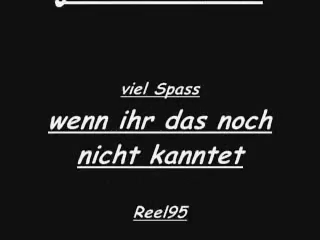 viel Spass
wenn ihr das noch
nicht kanntet
Reel95